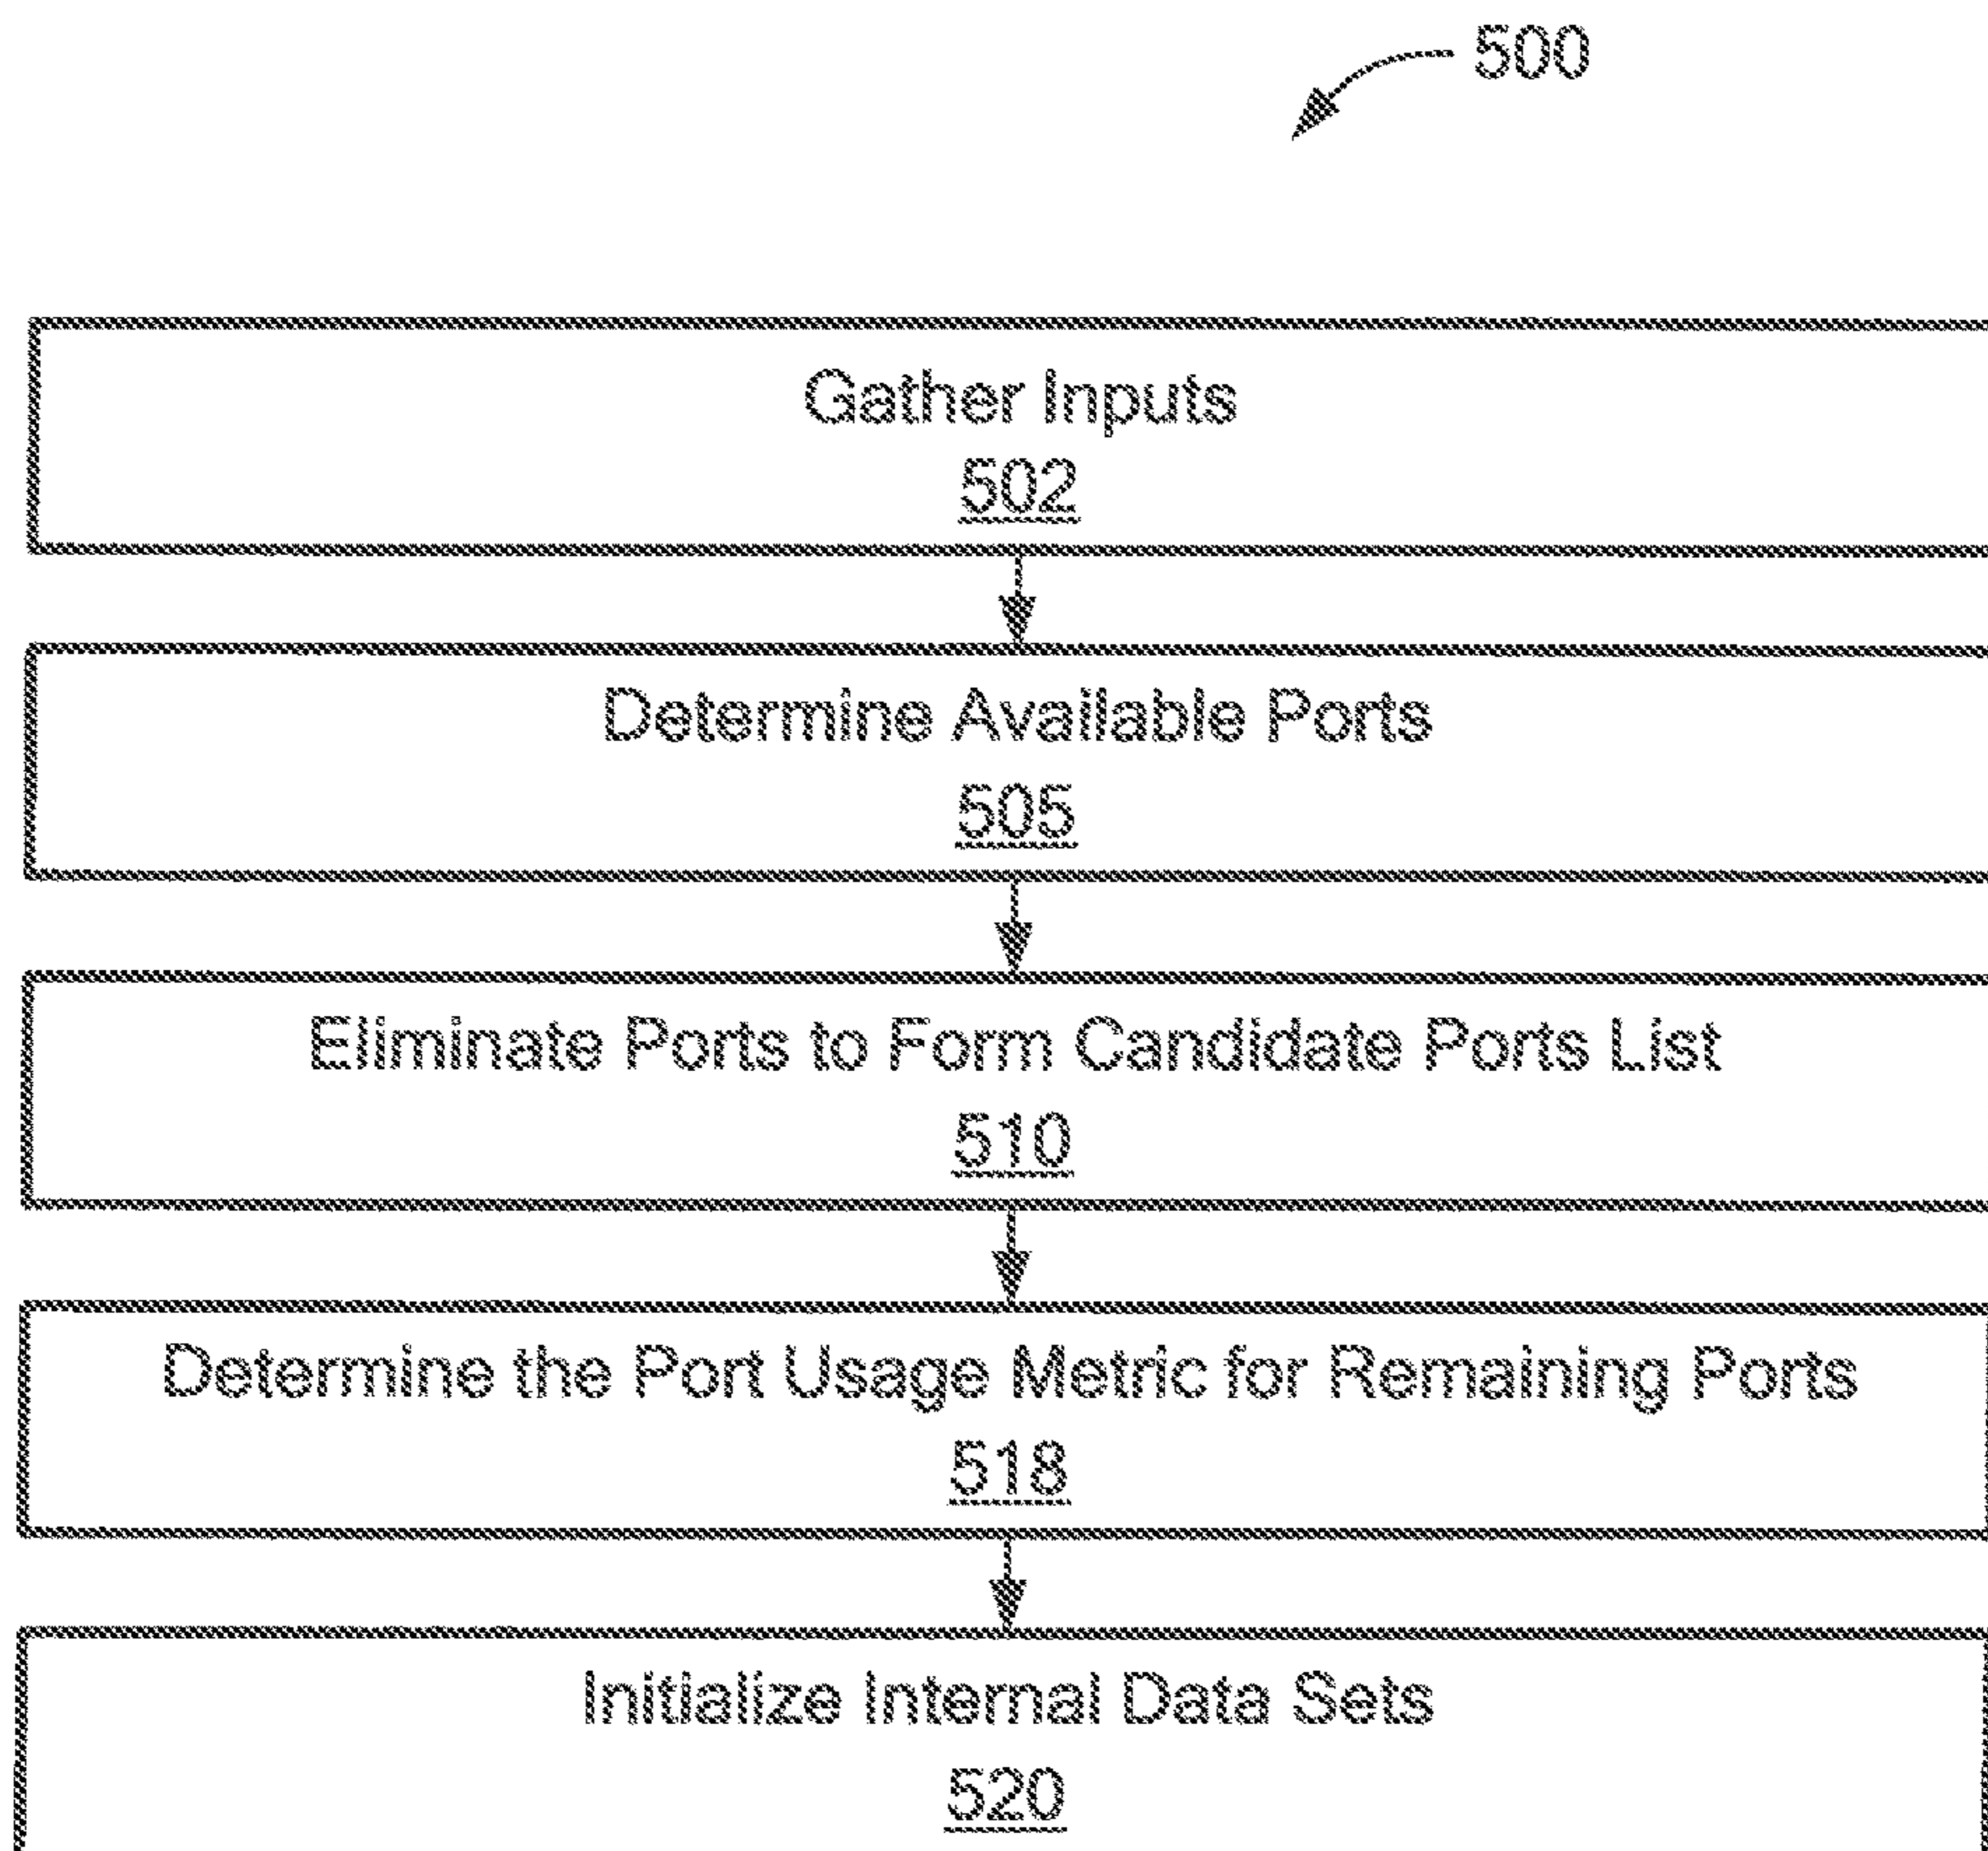 500
Gather Inputs
502
Determine Available Ports
505
Eliminate Ports to Form Candidate Ports List
510
Determine the Port Usage Metric for Remaining Ports
518
Initialize Internal Data Sets
520